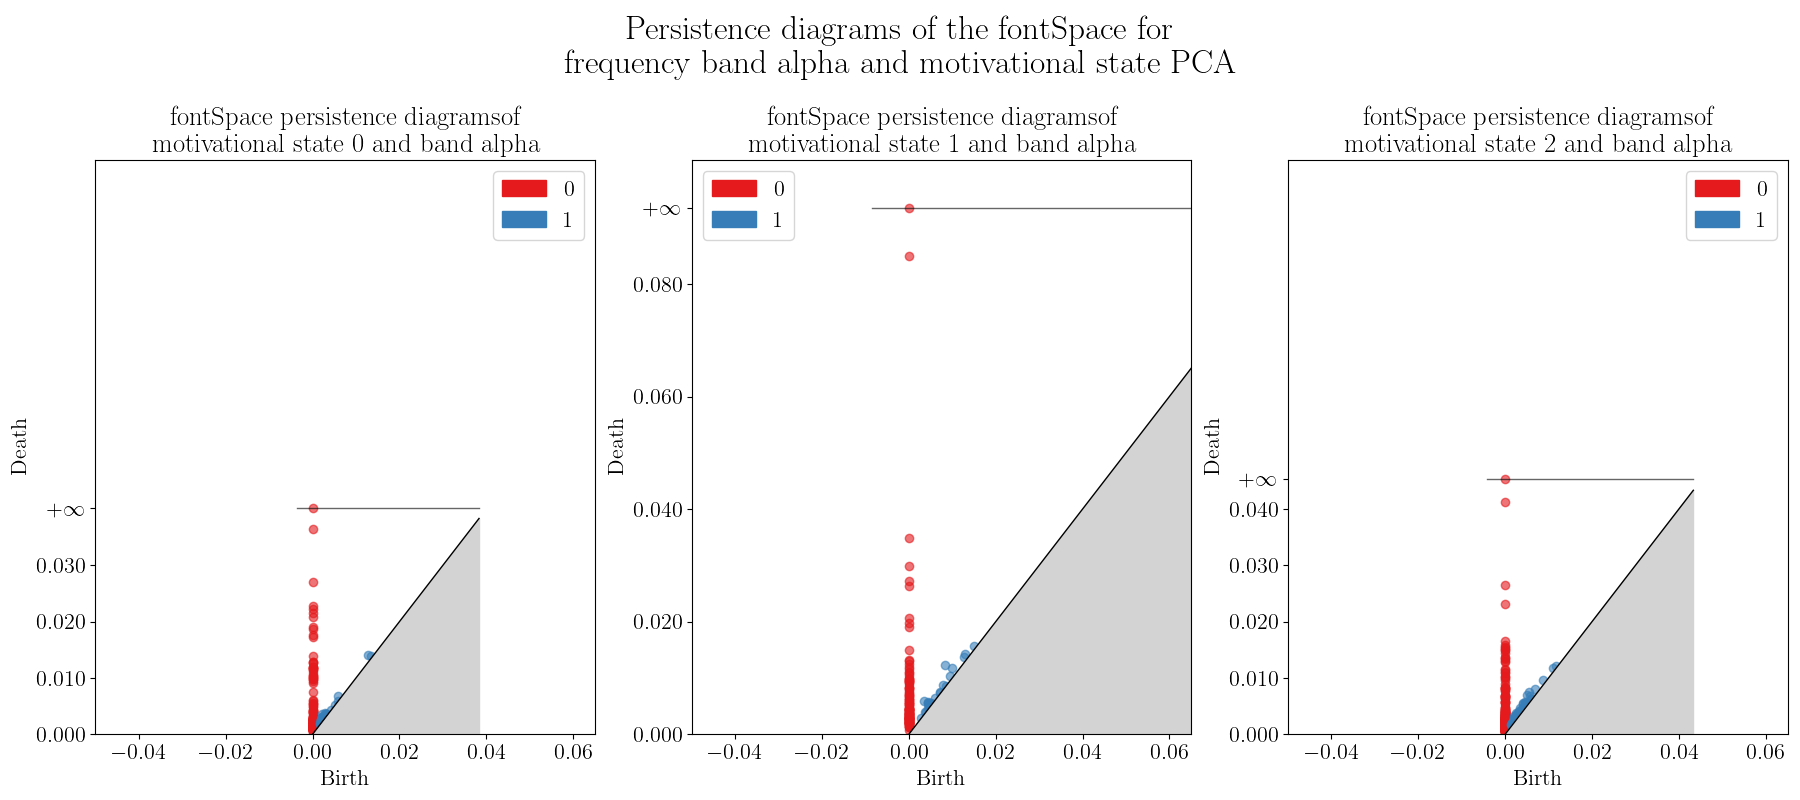 Persistence diagrams of the fontSpace for
frequency band alpha and motivational state PCA
fontSpace persistence diagramsof
motivational state 0 and band alpha
0
1
Death
+∞
0.030
0.020
0.010
0.000
−0.04 −0.02 0.00 0.02 0.04 0.06
Birth
fontSpace persistence diagramsof
motivational state 1 and band alpha
0
1
Death
+∞
0.080
0.060
0.040
0.020
0.000
−0.04 −0.02 0.00 0.02 0.04 0.06
Birth
fontSpace persistence diagramsof
motivational state 2 and band alpha
0
1
Death
+∞
0.040
0.030
0.020
0.010
0.000
−0.04 −0.02 0.00 0.02 0.04 0.06
Birth